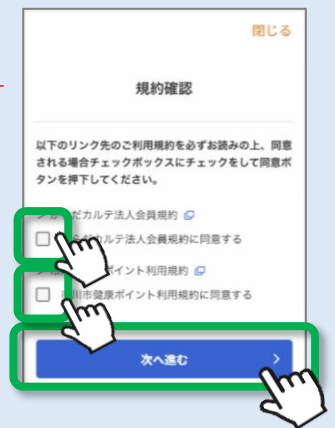 閉じる
規約確認
以下のリンク先のご利用規約を必ずお読みの上、同意
される場合チェックボックスにチェックをして同意ボ
タンを押下してください。
だカルテ法人会員規約
カルテ法人会員規約に同意する
ポイント利用規約
川市健康ポイント利用規約に同意する
次へ進む